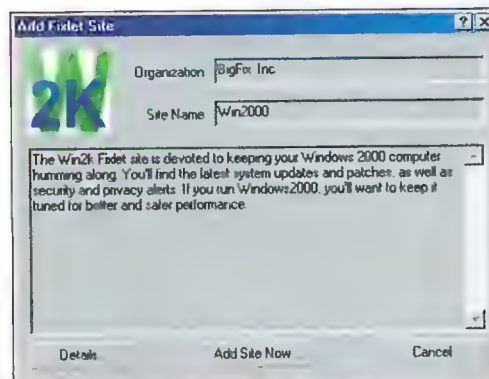 Add Fixlet Site
W
2K
Organization BigFix Inc
Site Name Win2000
The Win2k Fixlet site is devoted to keeping your Windows 2000 computer
humming along. You'll find the latest system updates and patches, as well as
security and privacy alerts. If you run Windows2000, you'll want to keep it
tuned for better and safer performance.
Details
Add Site Now
Cancel